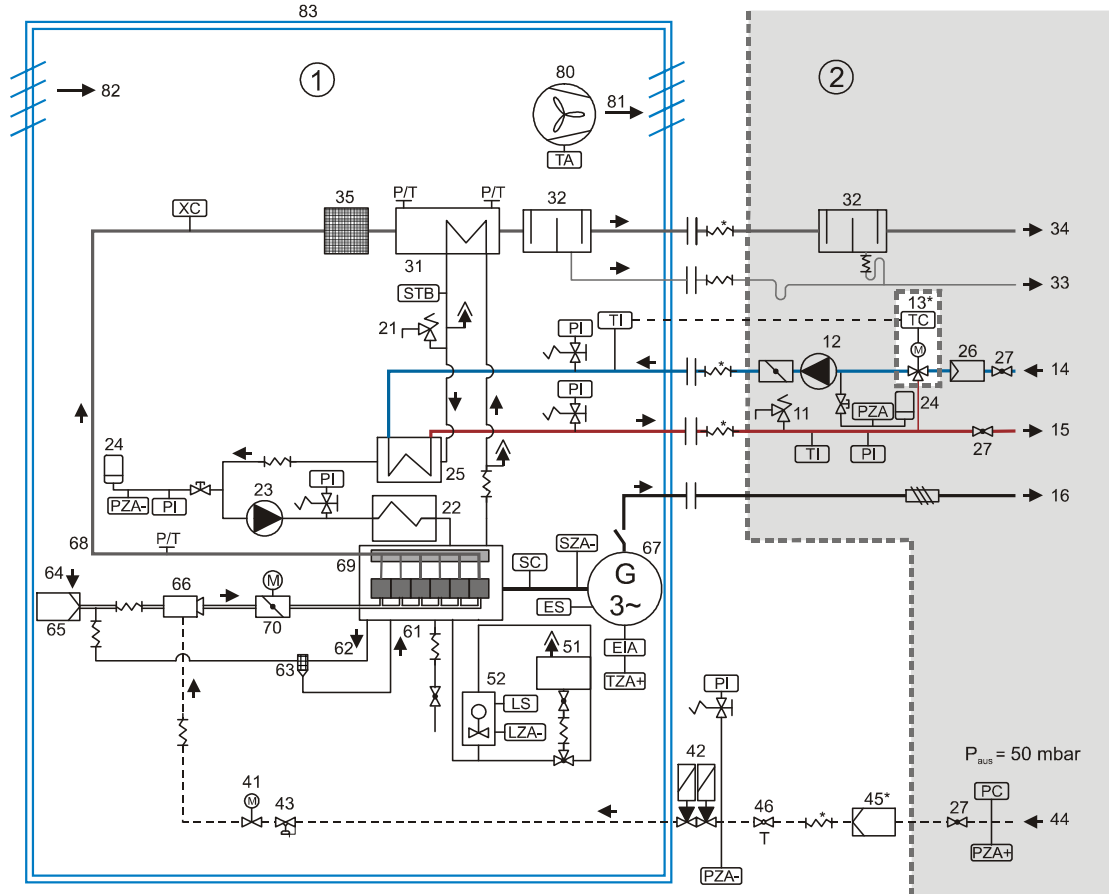 83
1
2
80
82
81
TA
P/T
P/T
XC
35
32
32
34
31
33
STB
13*
21
PI
TI
TC
12
M
26
27
14
PI
PZA
24
11
15
24
25
TI
PI
27
PZA-
PI
23
PI
22
16
68
P/T
SZA-
67
64
69
SC
G
3~
66
M
ES
65
70
62
61
51
EIA
63
52
TZA+
LS
PI
LZA-
Paus = 50 mbar
42
41
M
43
46
T
45*
27
PC
44
PZA-
PZA+